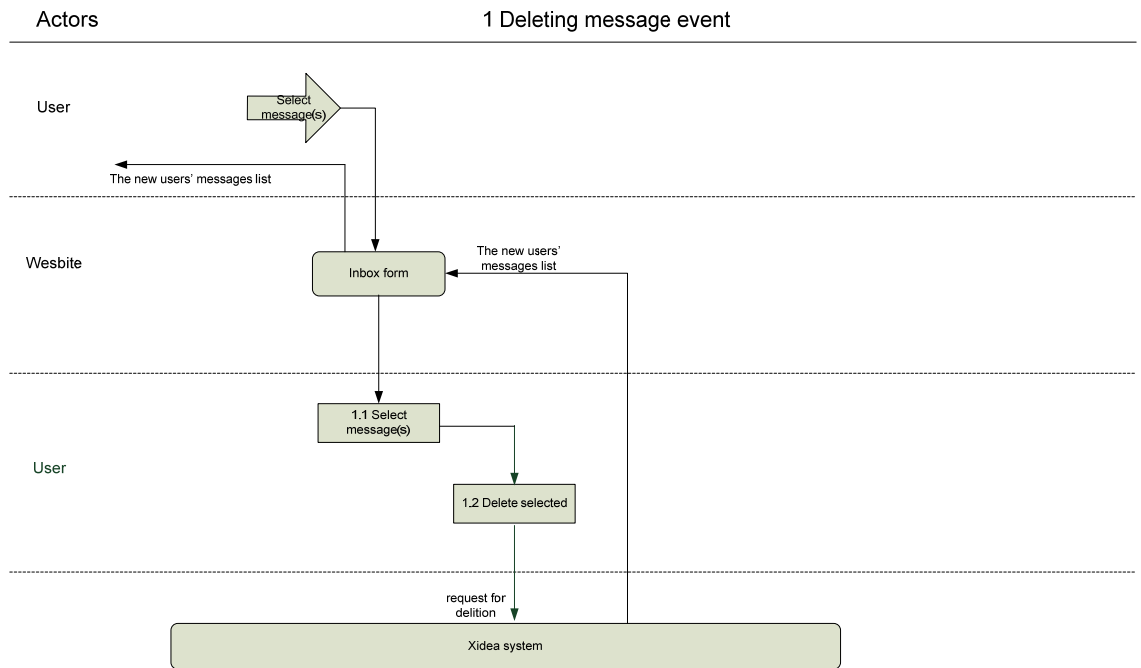 Actors
1 Deleting message event
User
Select
message(s)
The new users' messages list
Wesbite
The new users'
messages list
Inbox form
1.1 Select
message(s)
User
1.2 Delete selected
request for
delition
Xidea system